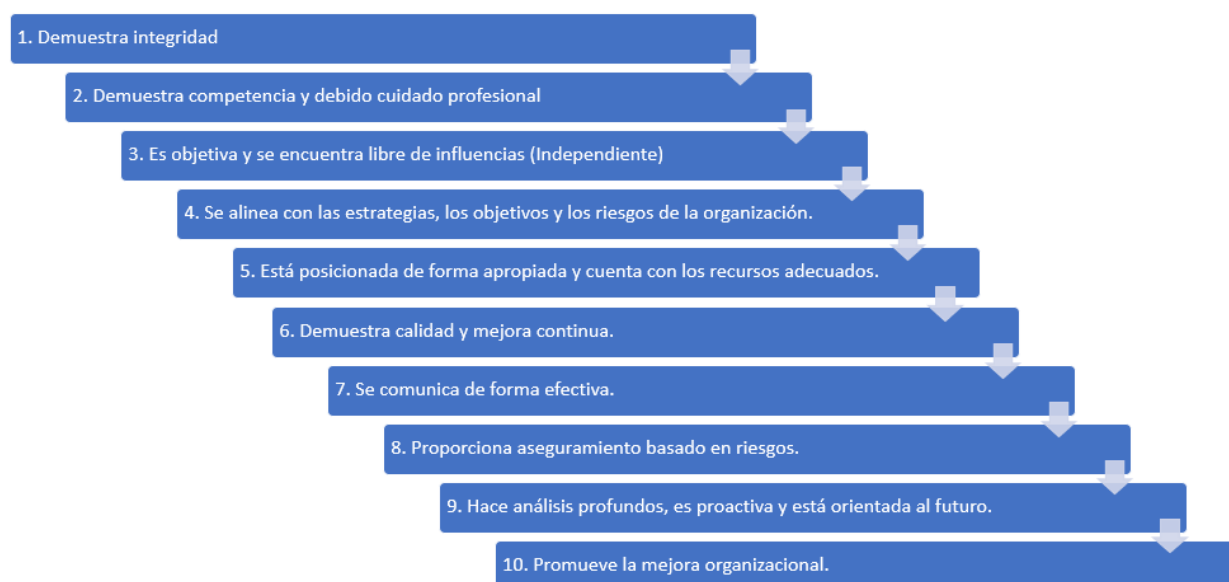 1. Demuestra integridad
2. Demuestra competencia y debido cuidado profesional
3. Es objetiva y se encuentra libre de influencias (Independiente)
4. Se alinea con las estrategias, los objetivos y los riesgos de la organización.
5. Está posicionada de forma apropiada y cuenta con los recursos adecuados.
6. Demuestra calidad y mejora continua.
7. Se comunica de forma efectiva.
8. Proporciona aseguramiento basado en riesgos.
9. Hace análisis profundos, es proactiva y está orientada al futuro.
10. Promueve la mejora organizacional.